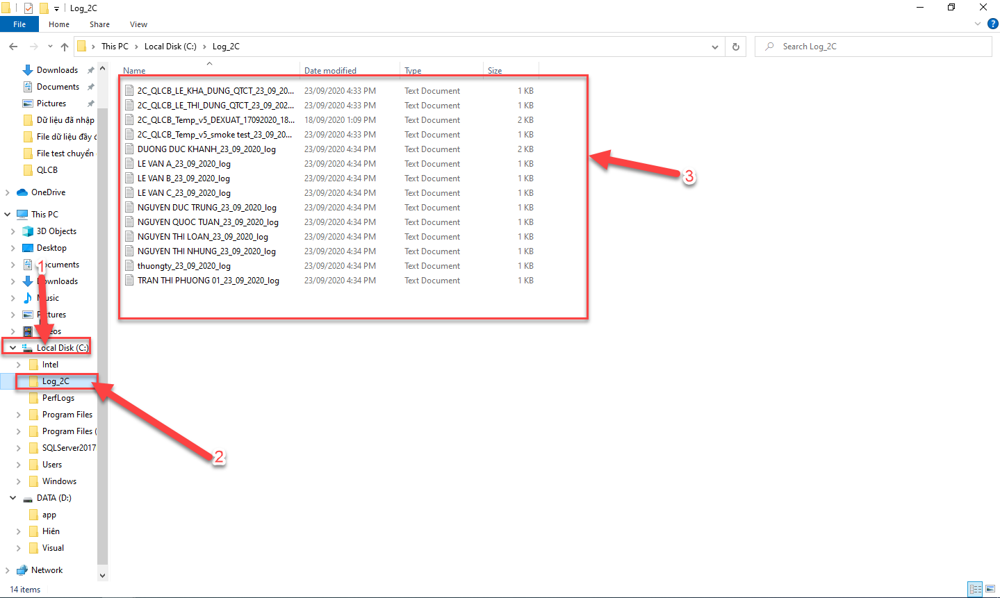 Log_2C
File Home Share View
This PC Local Disk (C:) Log_2C
Search Log_2C
Downloads
Documents
Pictures
Dữ liệu đã nhập
File dữ liệu đầy
File test chuyển
QLCB
OneDrive
This PC
3D Objects
Desktop
Documents
Downloads
Music
Pictures
Local Disk (C:)
Intel
Log_2C
PerfLogs
Program Files
Program Files (
SQLServer2017
Users
Windows
DATA (D:)
app
Hiên
Visual
Network
Name Date modified Type Size
2C_QLCB_LE_KHA_DUNG_QTCT_23_09_20... 23/09/2020 4:33 PM Text Document 1 KB
2C_QLCB_LE_THI_DUNG_QTCT_23_09_202... 23/09/2020 4:33 PM Text Document 1 KB
2C_QLCB_Temp_v5_DEXUAT_17092020_18... 18/09/2020 1:09 PM Text Document 2 KB
2C_QLCB_Temp_v5_smoke test_23_09_20... 23/09/2020 4:33 PM Text Document 1 KB
DUONG DUC KHANH_23_09_2020_log 23/09/2020 4:34 PM Text Document 2 KB
LE VAN A_23_09_2020_log 23/09/2020 4:34 PM Text Document 1 KB
LE VAN B_23_09_2020_log 23/09/2020 4:34 PM Text Document 1 KB
LE VAN C_23_09_2020_log 23/09/2020 4:34 PM Text Document 1 KB
NGUYEN DUC TRUNG_23_09_2020_log 23/09/2020 4:34 PM Text Document 1 KB
NGUYEN QUOC TUAN_23_09_2020_log 23/09/2020 4:34 PM Text Document 1 KB
NGUYEN THI LOAN_23_09_2020_log 23/09/2020 4:34 PM Text Document 1 KB
NGUYEN THI NHUNG_23_09_2020_log 23/09/2020 4:34 PM Text Document 1 KB
thuongty_23_09_2020_log 23/09/2020 4:34 PM Text Document 1 KB
TRAN THI PHUONG 01_23_09_2020_log 23/09/2020 4:34 PM Text Document 1 KB
1
2
3
14 items